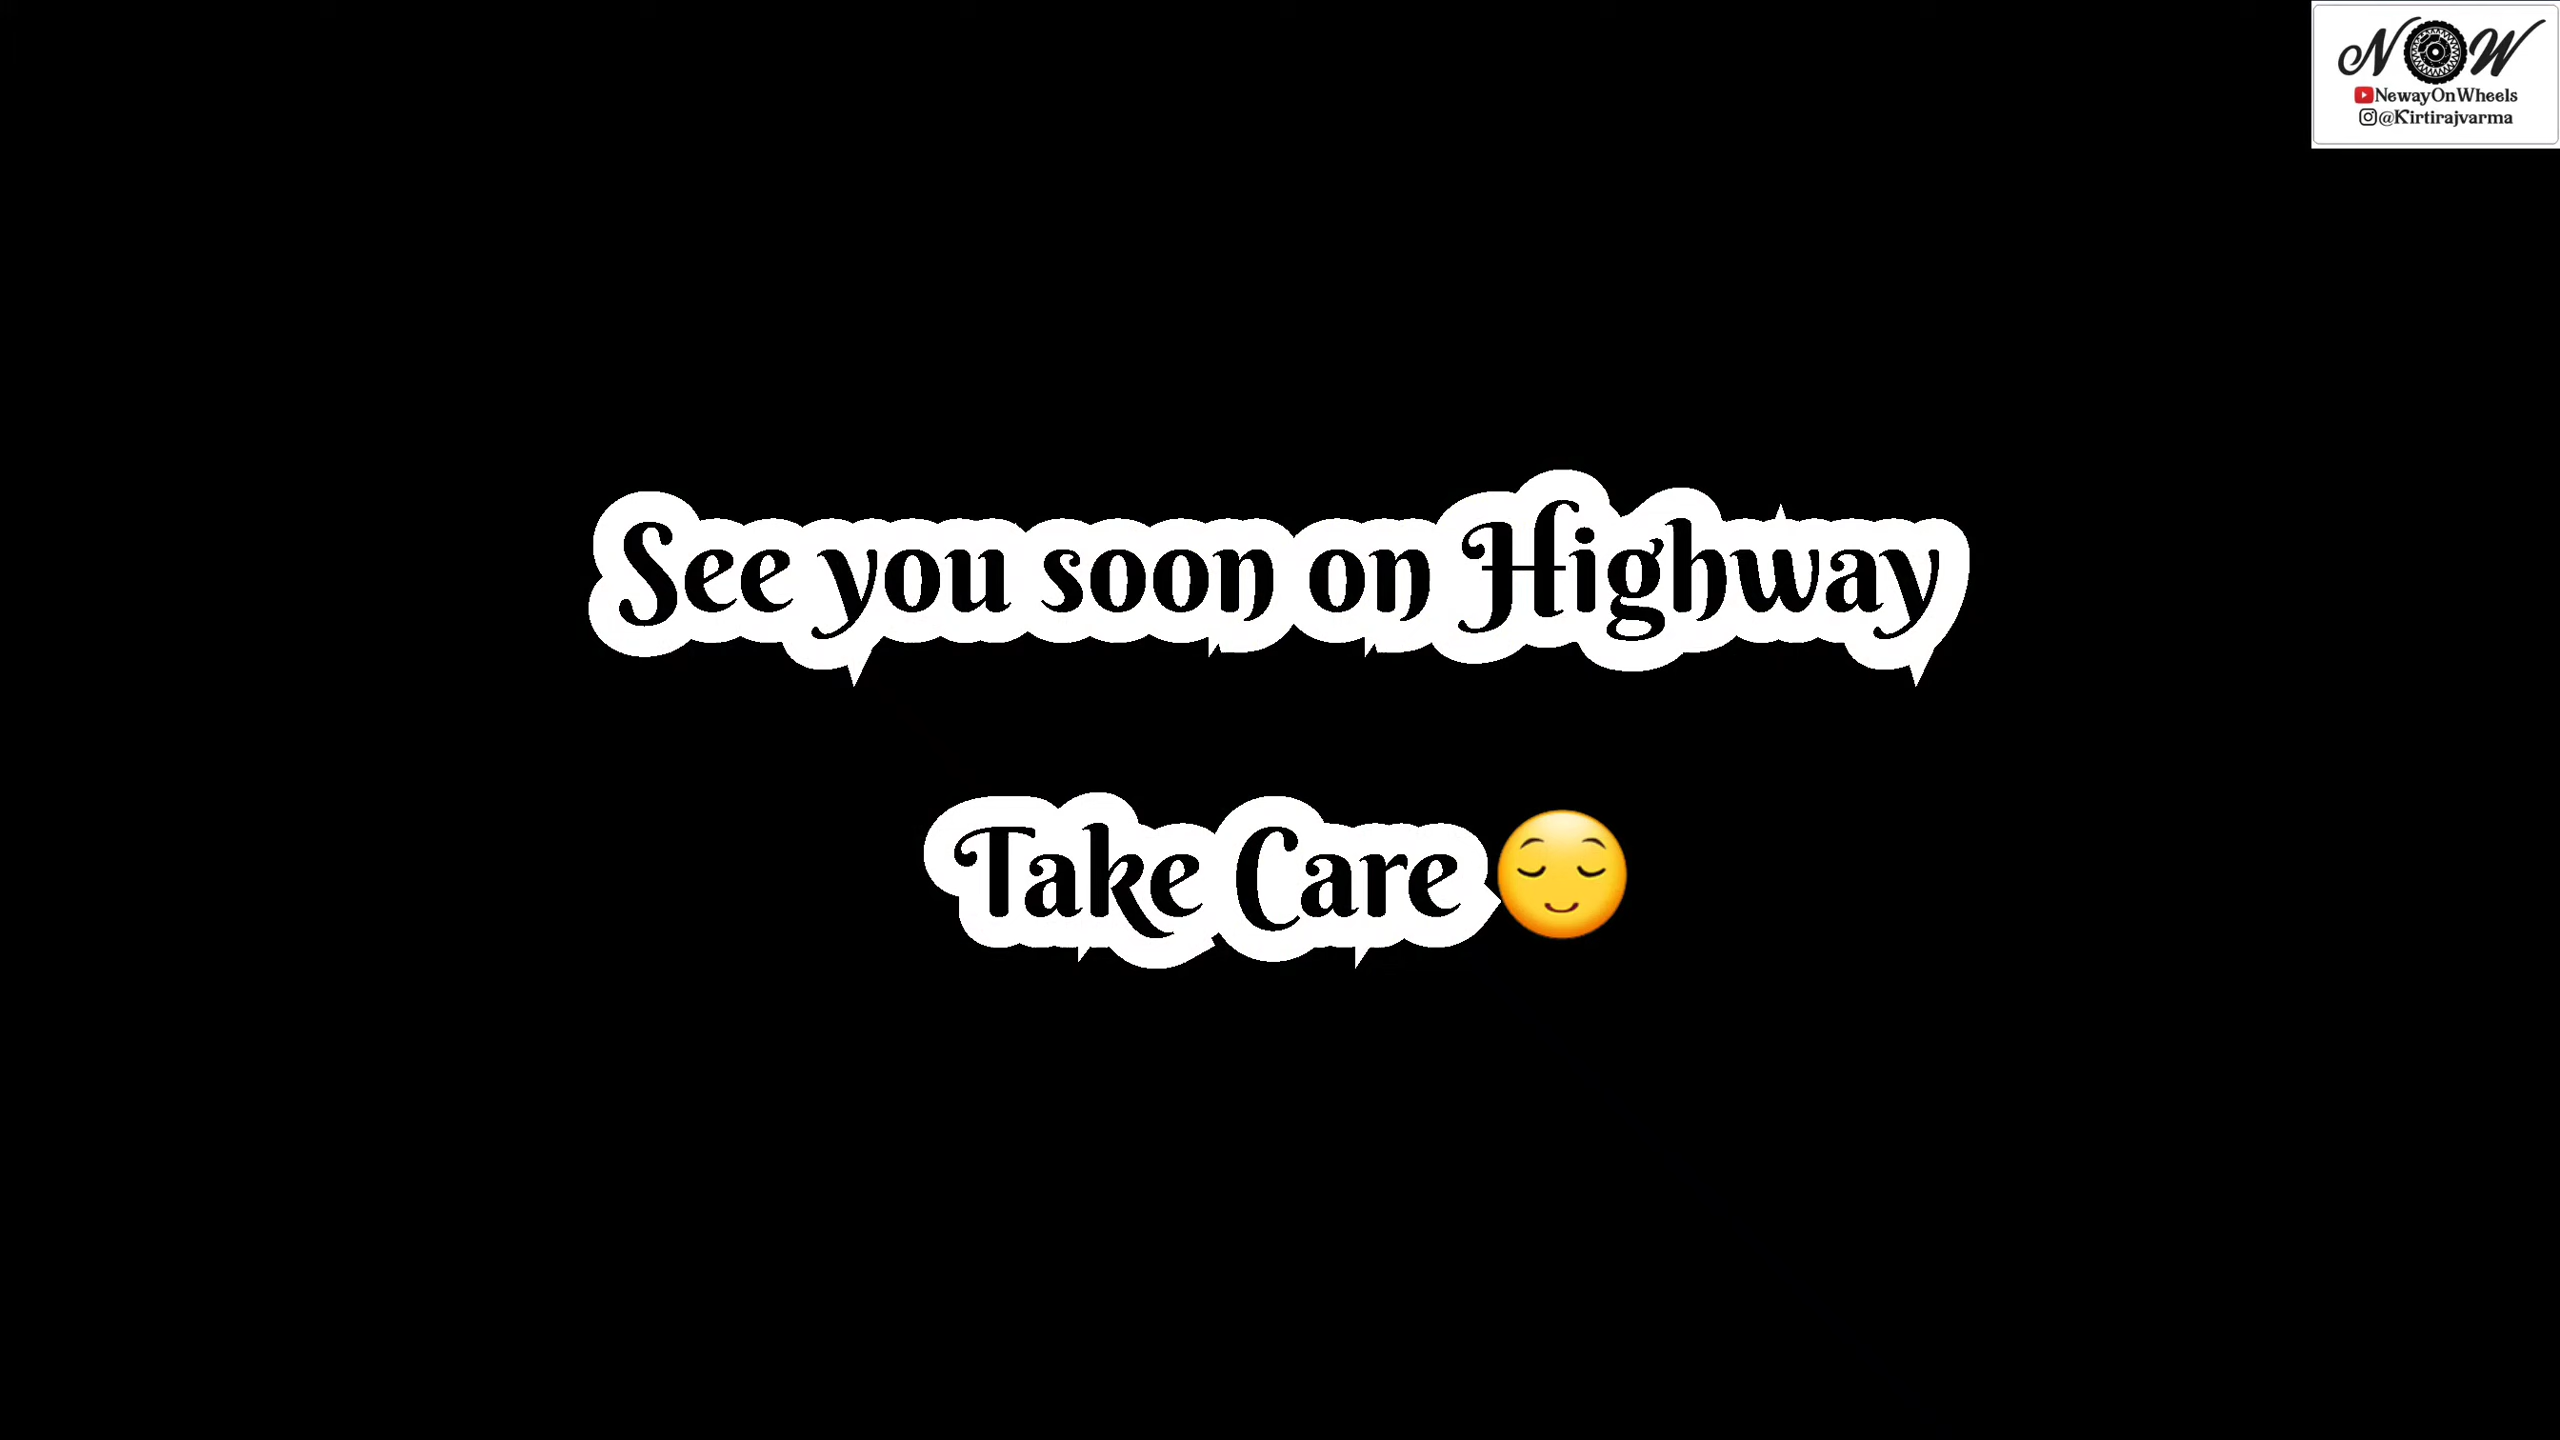 NOW
NewayOnWheels
@Kirtirajvarma
See you soon on Highway
Take Care 😌